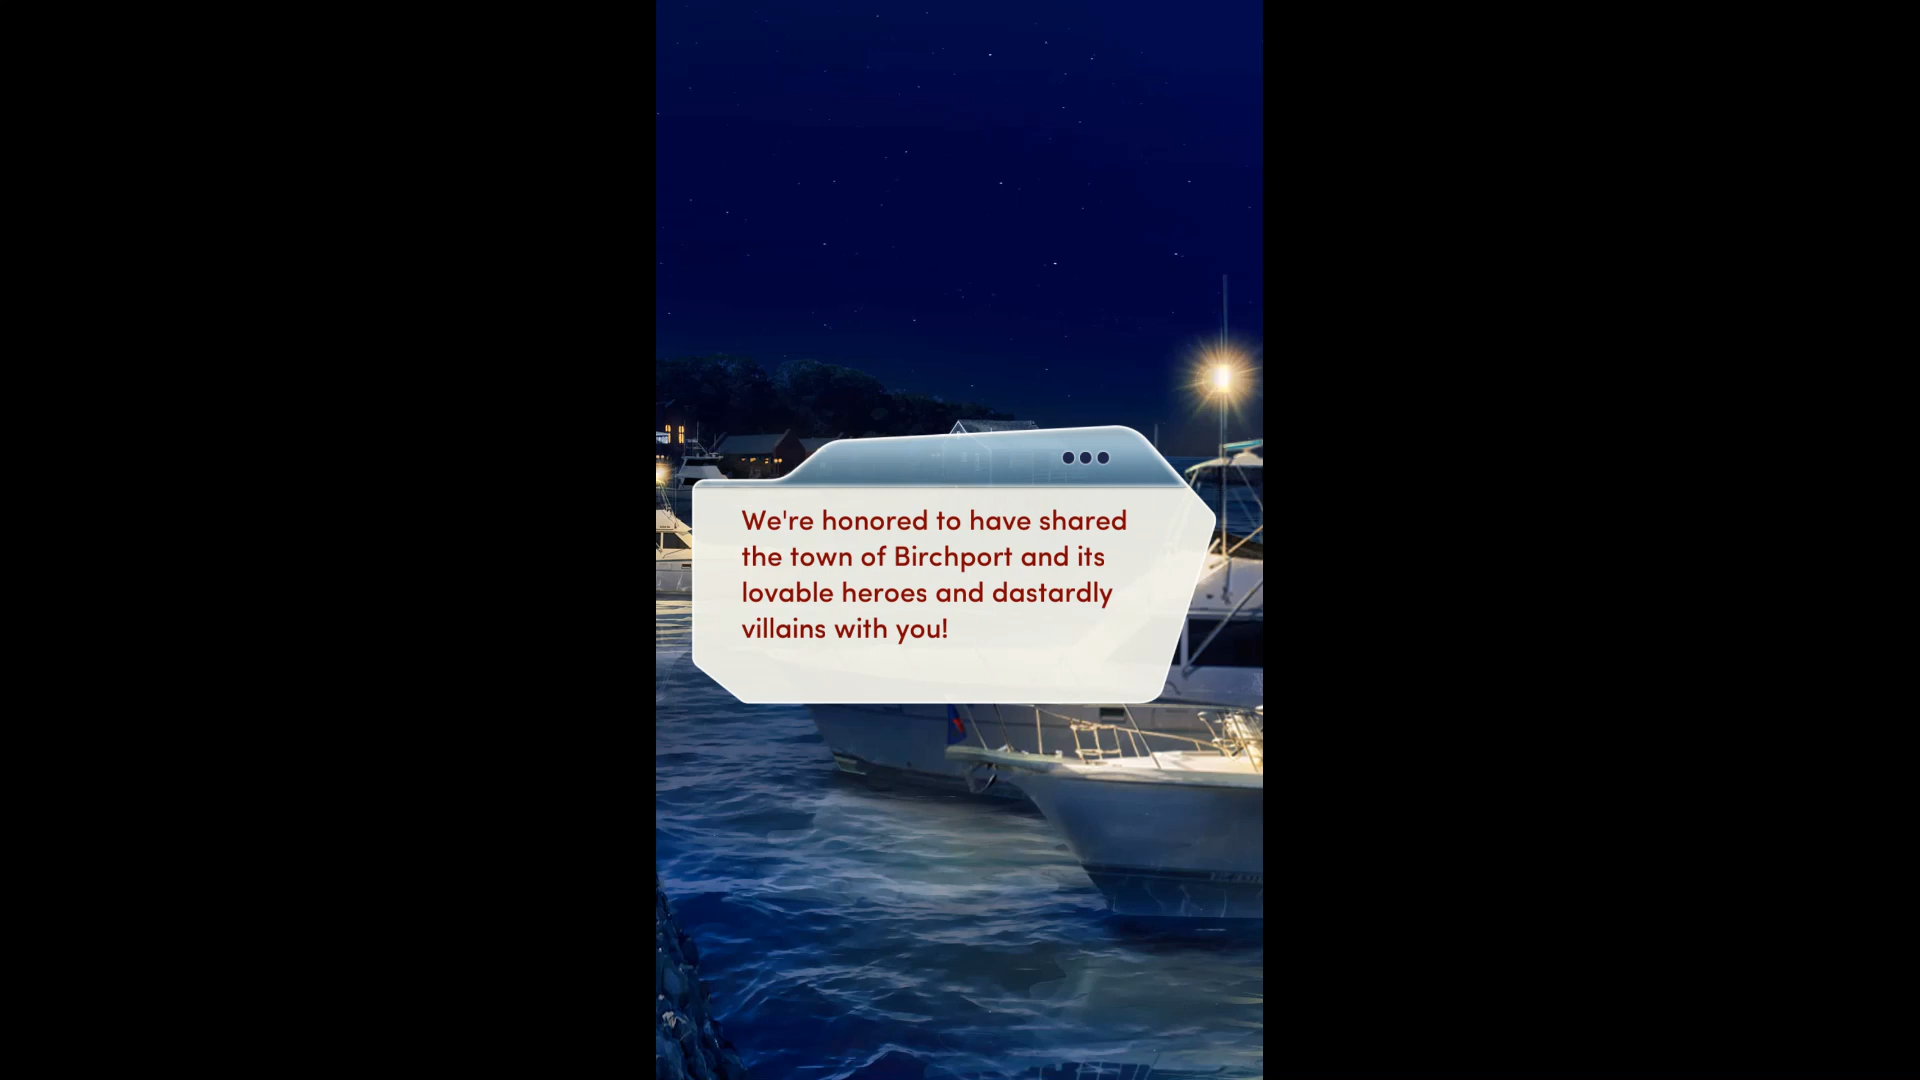 We're honored to have shared
the town of Birchport and its
lovable heroes and dastardly
villains with you!